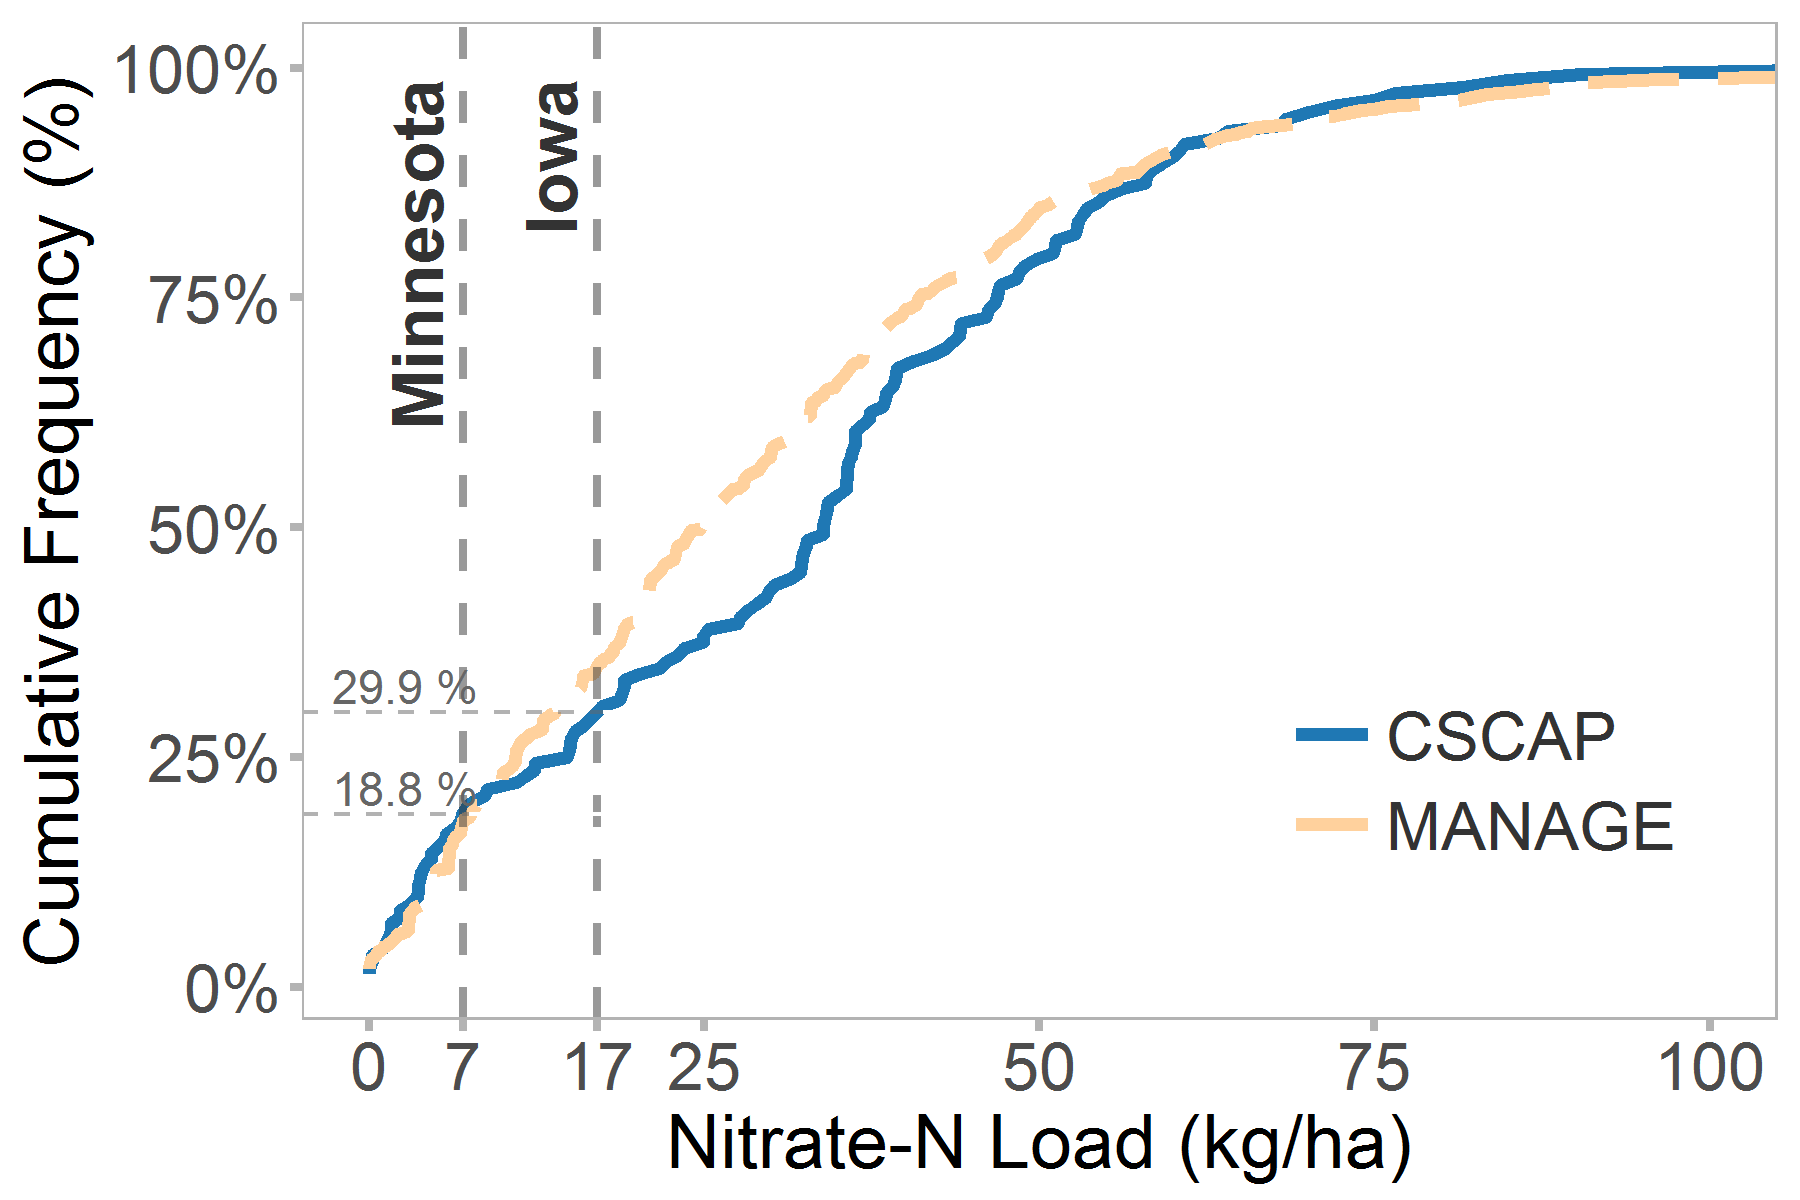 Cumulative Frequency (%)
100%
75%
50%
25%
0%
Minnesota
Iowa
29.9 %
18.8 %
CSCAP
MANAGE
0 7 17 25 50 75 100
Nitrate-N Load (kg/ha)